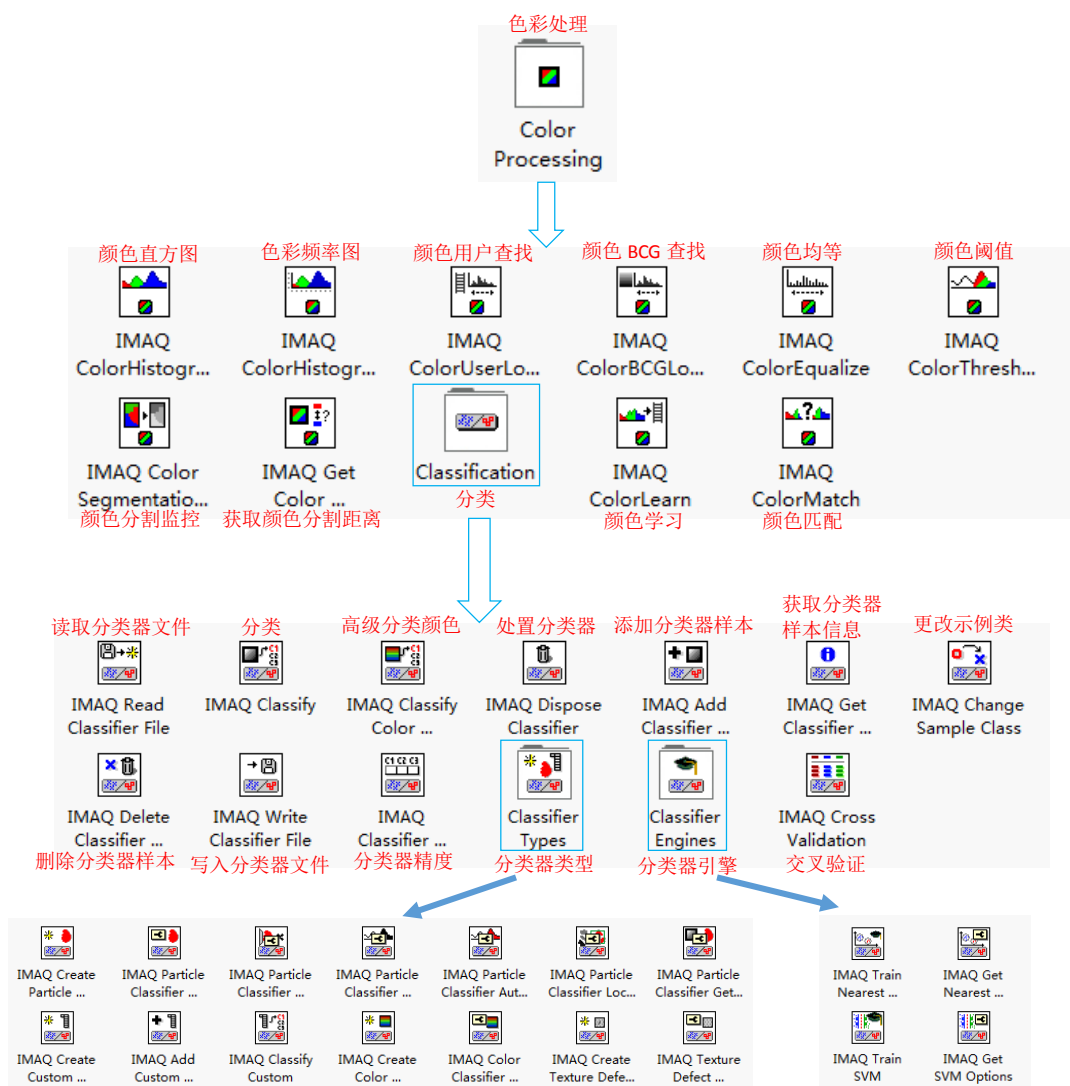 色彩处理
Color
Processing
颜色直方图 色彩频率图 颜色用户查找 颜色 BCG 查找 颜色均等 颜色阈值
IMAQ IMAQ IMAQ IMAQ IMAQ IMAQ
ColorHistogr... ColorHistogr... ColorUserLo... ColorBCGLo... ColorEqualize ColorThresh...
IMAQ Color IMAQ Get Classification IMAQ IMAQ
Segmentatio... Color ... 分类 ColorLearn ColorMatch
颜色分割监控 获取颜色分割距离 颜色学习 颜色匹配
获取分类器
读取分类器文件 分类 高级分类颜色 处置分类器 添加分类器样本 样本信息 更改示例类
C1
C2
C3
C1
C2
C3
IMAQ Read IMAQ Classify IMAQ Classify IMAQ Dispose IMAQ Add IMAQ Get IMAQ Change
Classifier File Color ... Classifier Classifier ... Classifier ... Sample Class
C1 C2 C3
IMAQ Delete IMAQ Write IMAQ Classifier Classifier IMAQ Cross
Classifier ... Classifier File Classifier ... Types Engines Validation
删除分类器样本 写入分类器文件 分类器精度 分类器类型 分类器引擎 交叉验证
IMAQ Create IMAQ Particle IMAQ Particle IMAQ Particle IMAQ Particle IMAQ Particle IMAQ Particle IMAQ Train IMAQ Get
Particle ... Classifier ... Classifier ... Classifier ... Classifier Aut... Classifier Loc... Classifier Get... Nearest ... Nearest ...
IMAQ Create IMAQ Add IMAQ Classify IMAQ Create IMAQ Color IMAQ Create IMAQ Texture IMAQ Train IMAQ Get
Custom ... Custom ... Custom Color ... Classifier ... Texture Defe... Defect ... SVM SVM Options